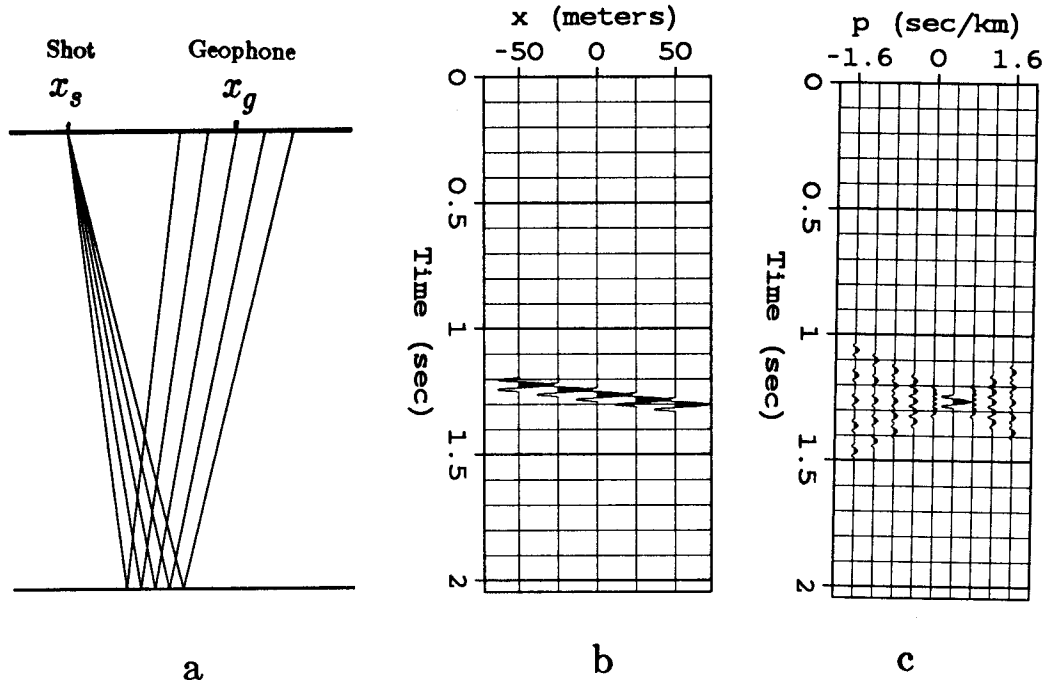 Shot
x_s
Geophone
x_g
a
x (meters)
-50 0 50
0
0.5
1
1.5
2
Time (sec)
b
p (sec/km)
-1.6 0 1.6
0
0.5
1
1.5
2
Time (sec)
c